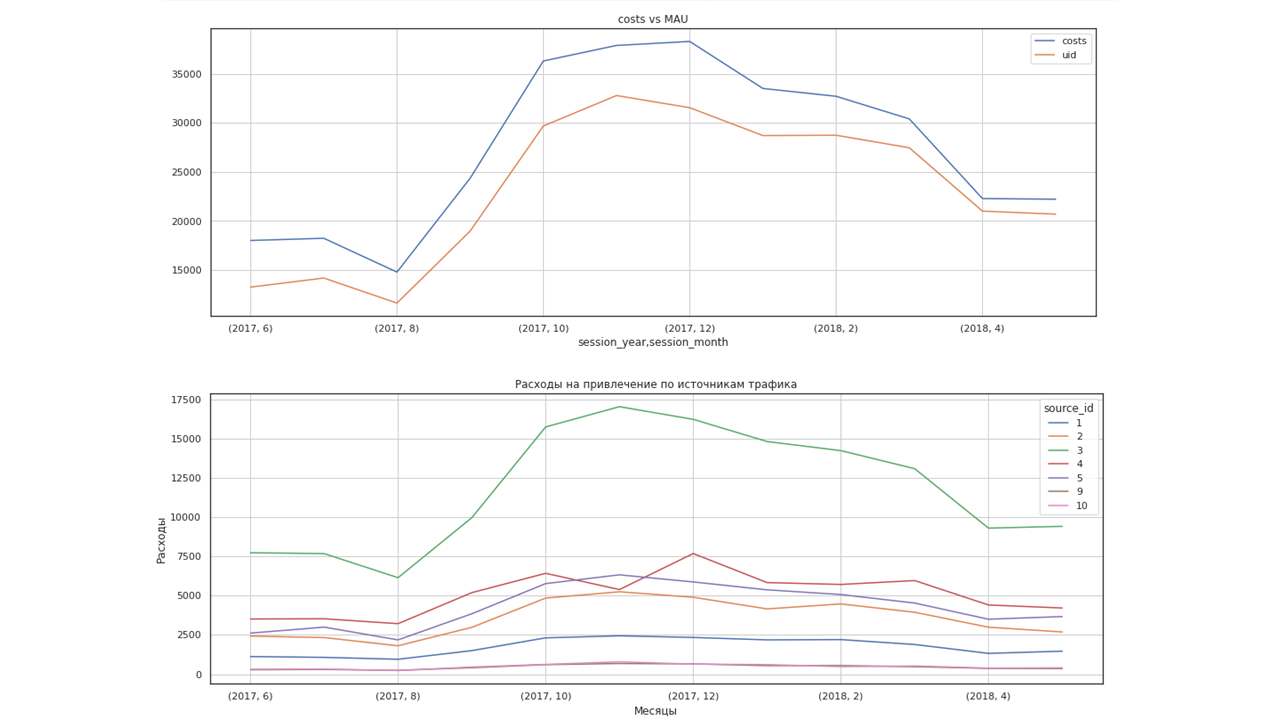 costs vs MAU
costs
uid
35000
30000
25000
20000
15000
(2017, 6) (2017, 8) (2017, 10) (2017, 12) (2018, 2) (2018, 4)
session_year,session_month
Расходы на привлечение по источникам трафика
17500
15000
12500
10000
7500
5000
2500
0
Расходы
source_id
1
2
3
4
5
9
10
(2017, 6) (2017, 8) (2017, 10) (2017, 12) (2018, 2) (2018, 4)
Месяцы